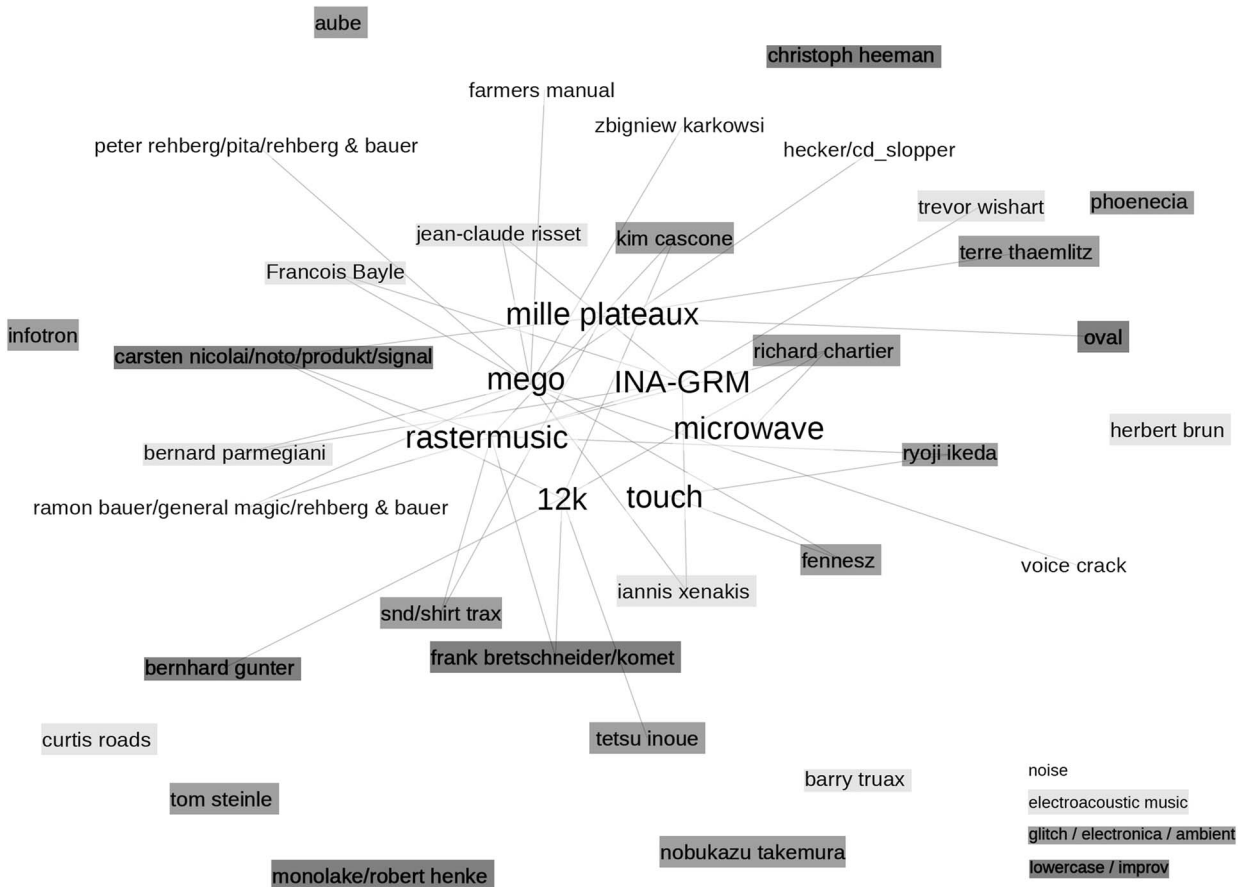 aube
christoph heeman
farmers manual
zbigniew karkowsi
peter rehberg/pita/rehberg & bauer
hecker/cd_slopper
trevor wishart
phoenecia
jean-claude risset
kim cascone
terre thaemlitz
Francois Bayle
mille plateaux
infotron
oval
carsten nicolai/noto/produkt/signal
richard chartier
mego
INA-GRM
microwave
herbert brun
rastermusic
bernard parmegiani
ryoji ikeda
12k
touch
ramon bauer/general magic/rehberg & bauer
fennesz
voice crack
iannis xenakis
snd/shirt trax
frank bretschneider/komet
bernhard gunter
curtis roads
tetsu inoue
noise
barry truax
electroacoustic music
tom steinle
glitch / electronica / ambient
nobukazu takemura
lowercase / improv
monolake/robert henke